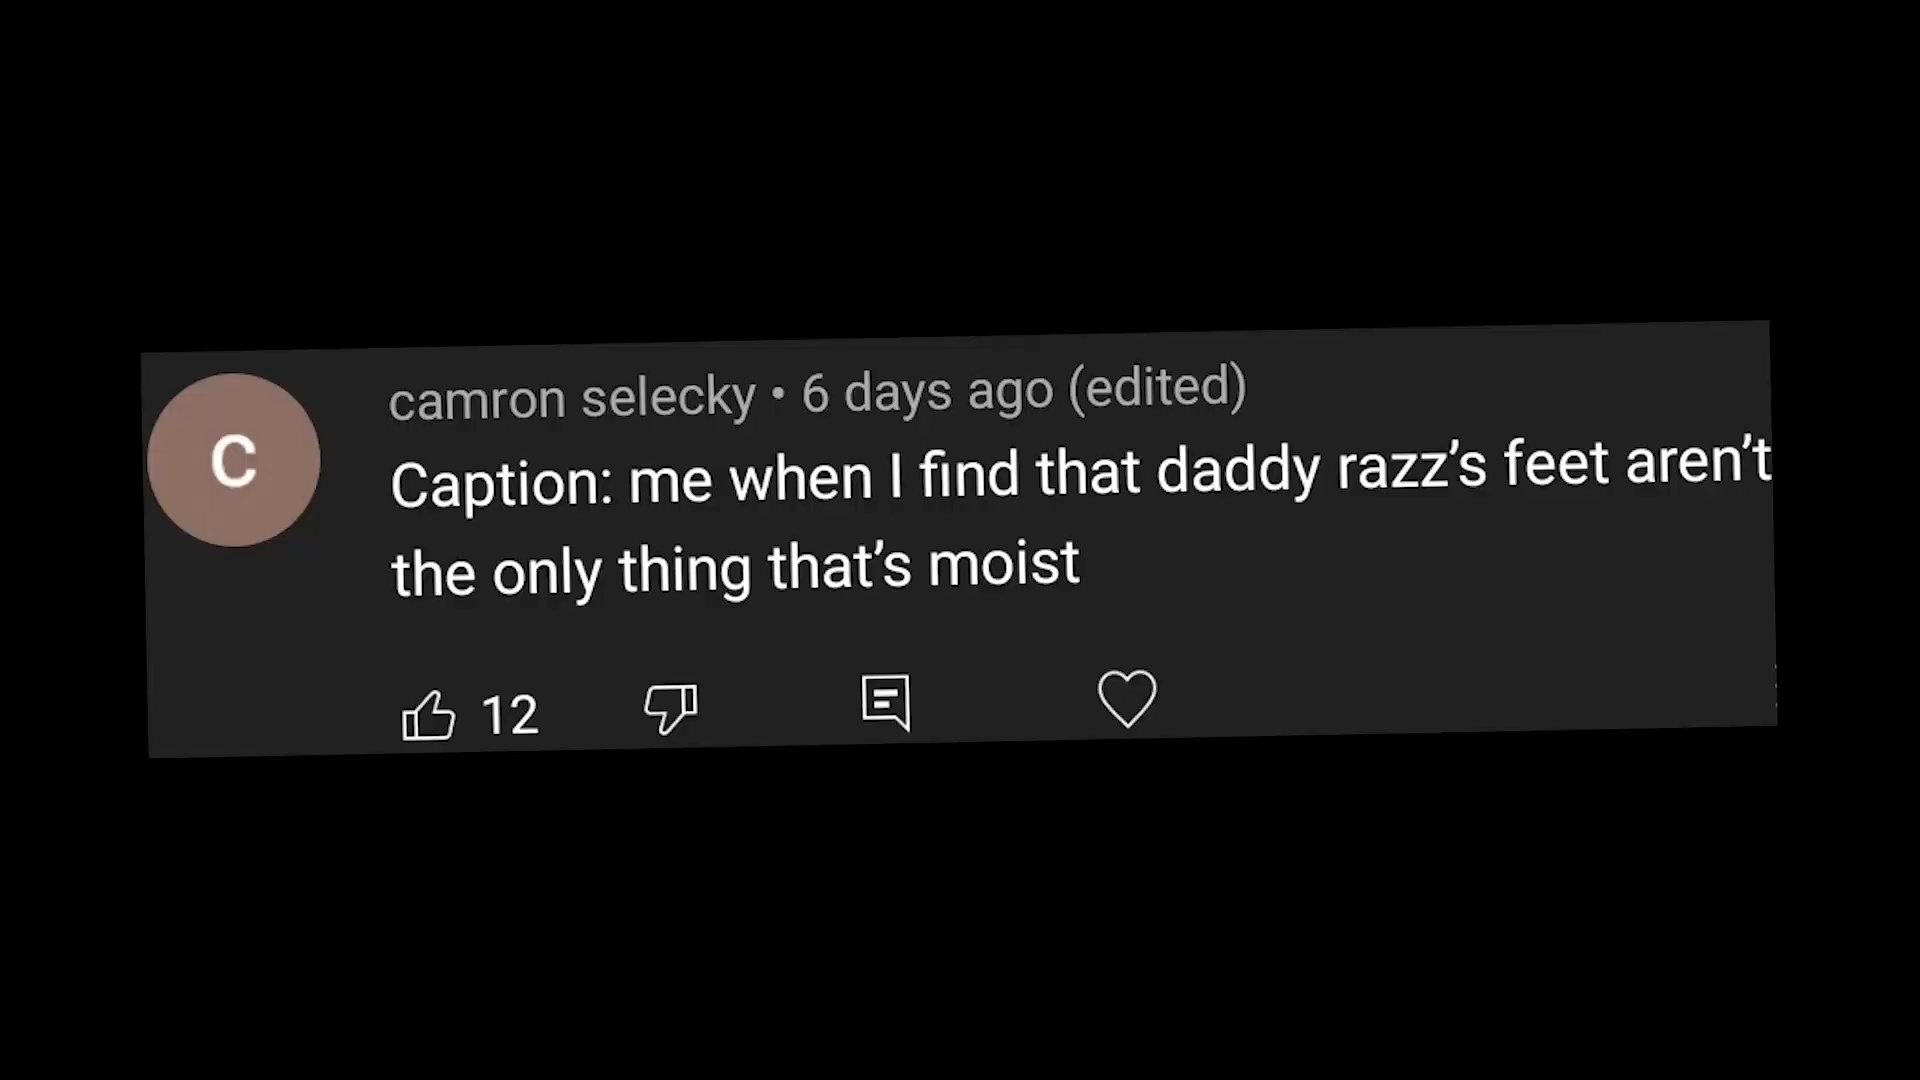 C
camron selecky • 6 days ago (edited)
Caption: me when I find that daddy razz’s feet aren’t
the only thing that’s moist
12